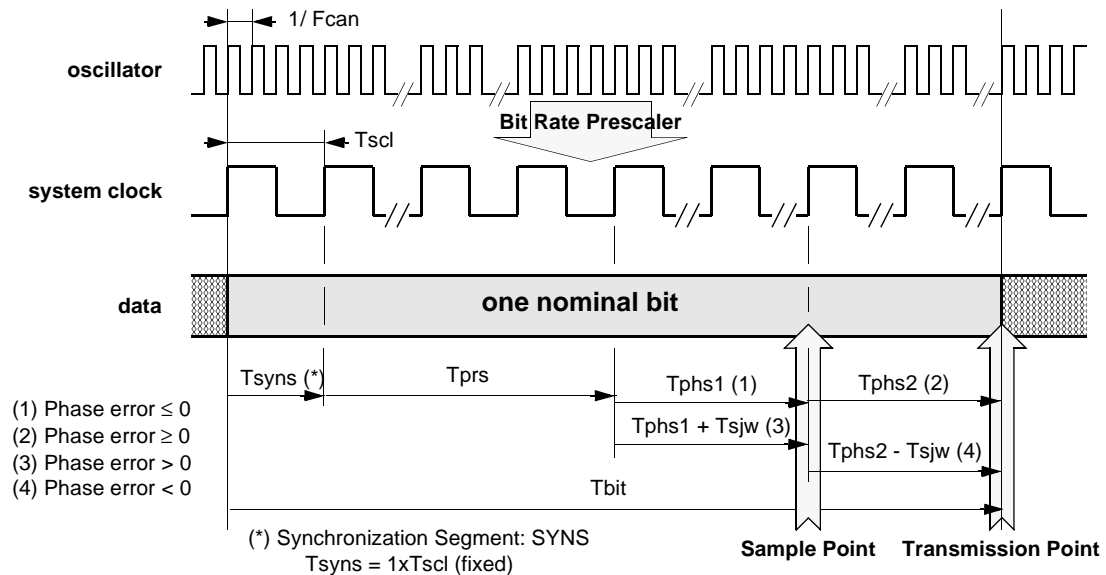 1/ Fcan
oscillator
Bit Rate Prescaler
Tscl
system clock
data
one nominal bit
Tsyns (*)
Tprs
Tphs1 (1)
Tphs2 (2)
(1) Phase error ≤ 0
(2) Phase error ≥ 0
(3) Phase error > 0
(4) Phase error < 0
Tphs1 + Tsjw (3)
Tphs2 - Tsjw (4)
Tbit
(*) Synchronization Segment: SYNS
Tsyns = 1xTscl (fixed)
Sample Point
Transmission Point